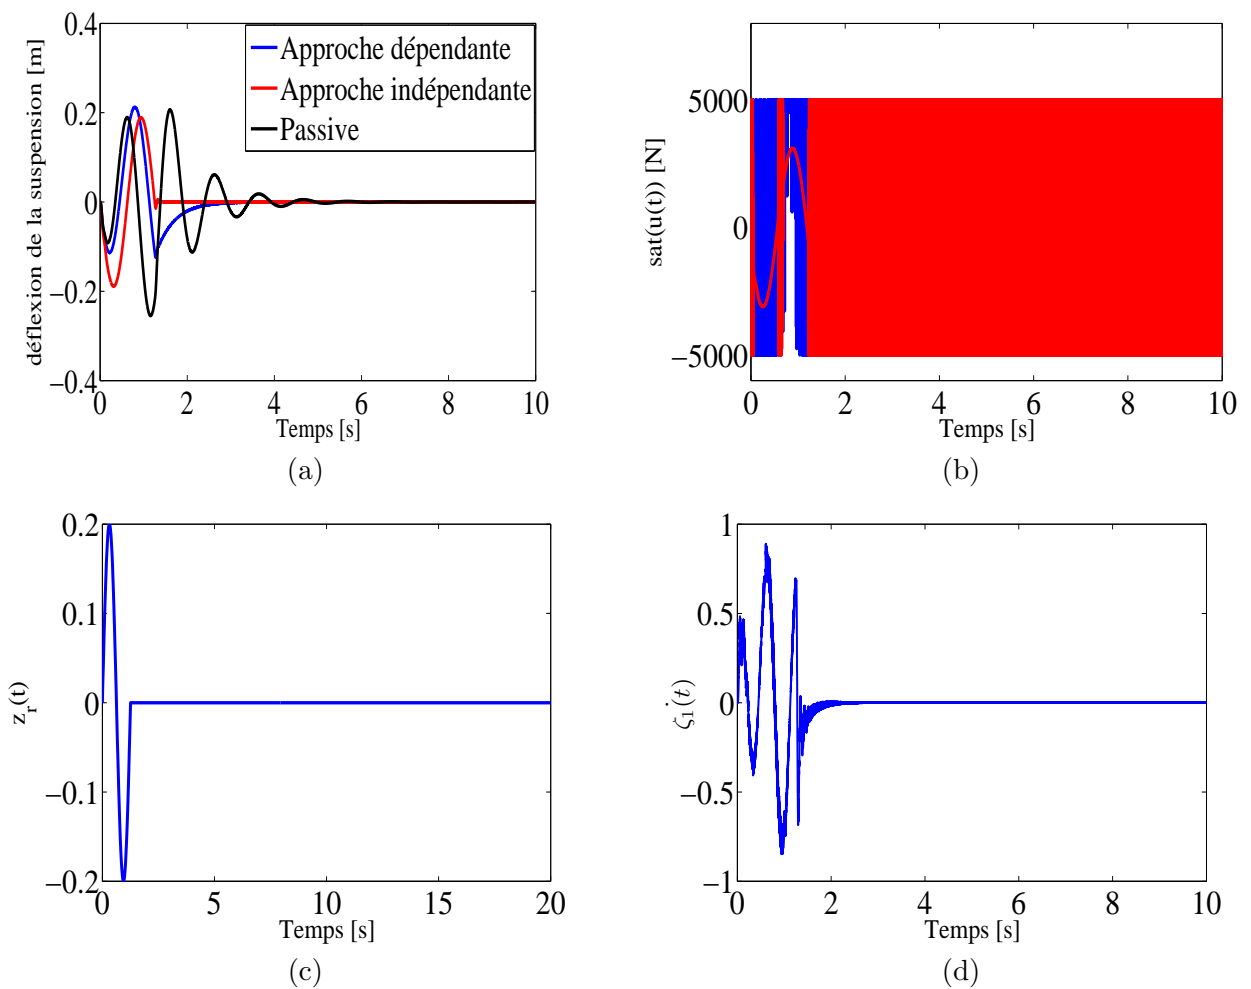 0.4
0.2
0
−0.2
−0.4
déflexion de la suspension [m]
Approche dépendante
Approche indépendante
Passive
0 2 4 6 8 10
Temps [s]
(a)
5000
0
−5000
sat(u(t)) [N]
0 2 4 6 8 10
Temps [s]
(b)
0.2
0.1
0
−0.1
−0.2
z_r(t)
0 5 10 15 20
Temps [s]
(c)
1
0.5
0
−0.5
−1
ζ̇₁(t)
0 2 4 6 8 10
Temps [s]
(d)